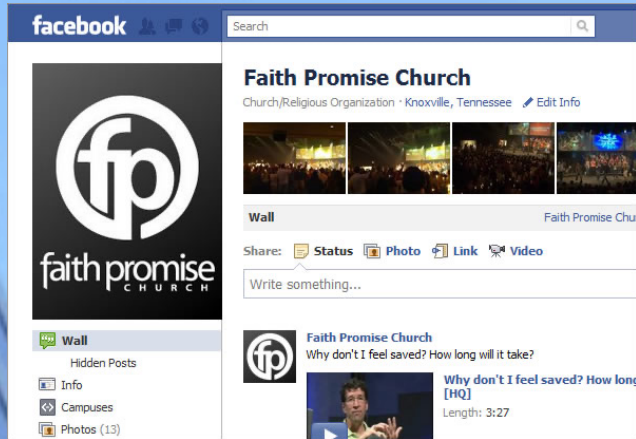 facebook
Search
Faith Promise Church
Church/Religious Organization · Knoxville, Tennessee Edit Info
Wall
Faith Promise Chu
Share: Status Photo Link Video
Write something...
fp
faith promise
CHURCH
Wall
Hidden Posts
Info
Campuses
Photos (13)
fp
Faith Promise Church
Why don't I feel saved? How long will it take?
Why don't I feel saved? How long
[HQ]
Length: 3:27